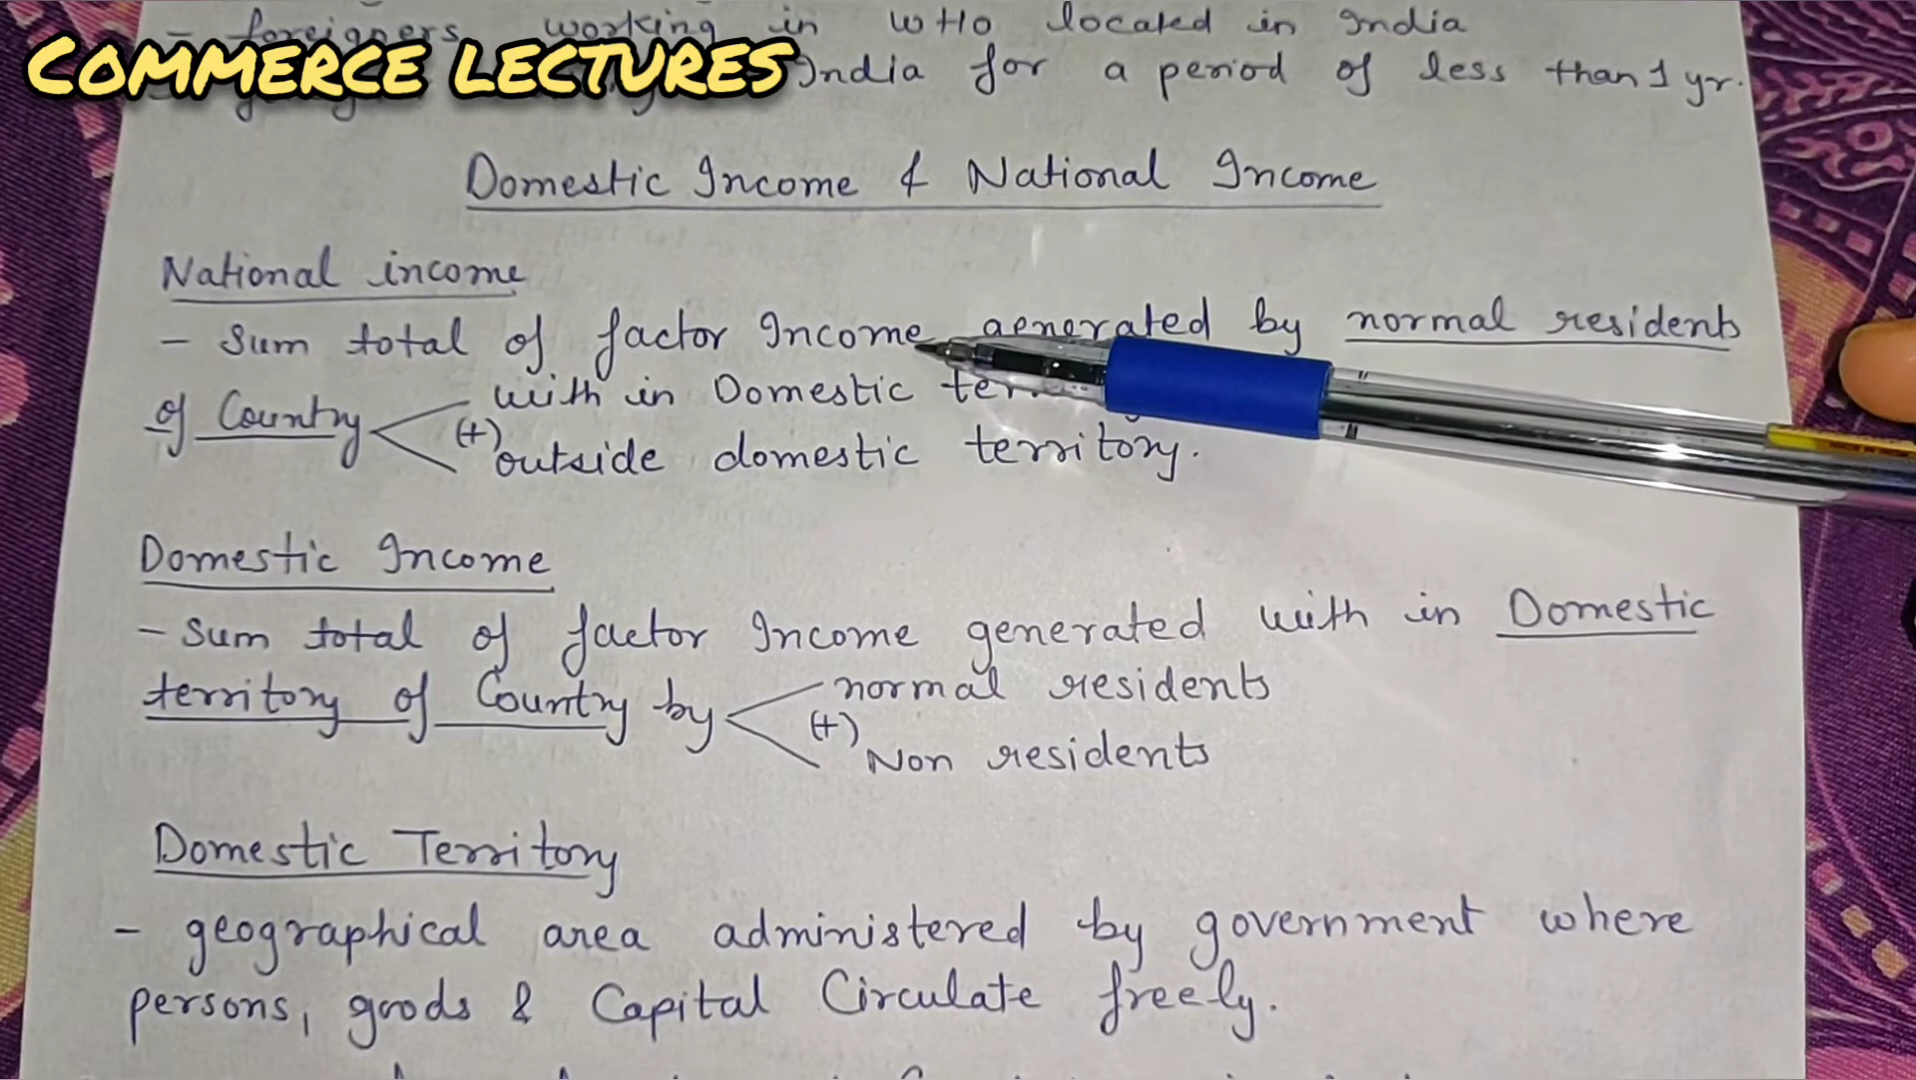 - foreigners working in WHO located in India
COMMERCE LECTURES
India for a period of less than 1 yr.
Domestic Income & National Income
National income
- Sum total of factor Income generated by normal residents
of Country
with in Domestic
(+)
outside domestic territory.
Domestic Income
- Sum total of factor Income generated with in Domestic
territory of Country by
normal residents
(+)
Non residents
Domestic Territory
- geographical area administered by government where
persons, goods & Capital Circulate freely.